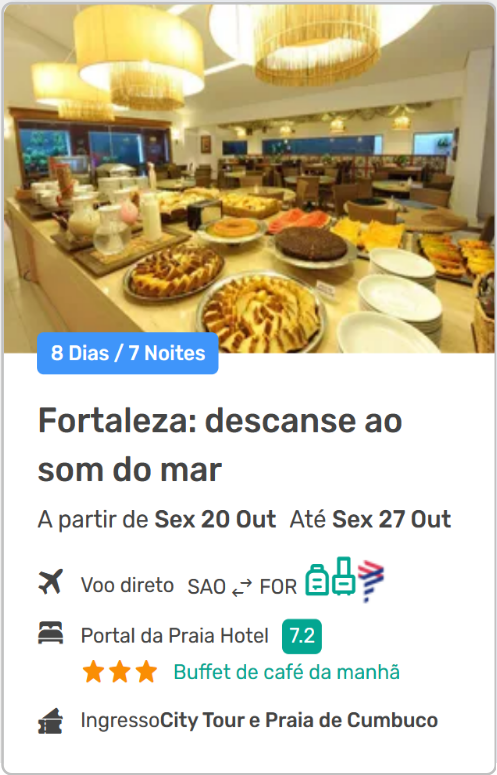 8 Dias / 7 Noites
Fortaleza: descanse ao
som do mar
A partir de Sex 20 Out Até Sex 27 Out
Voo direto SAO FOR
Portal da Praia Hotel 7.2
Buffet de café da manhã
IngressoCity Tour e Praia de Cumbuco